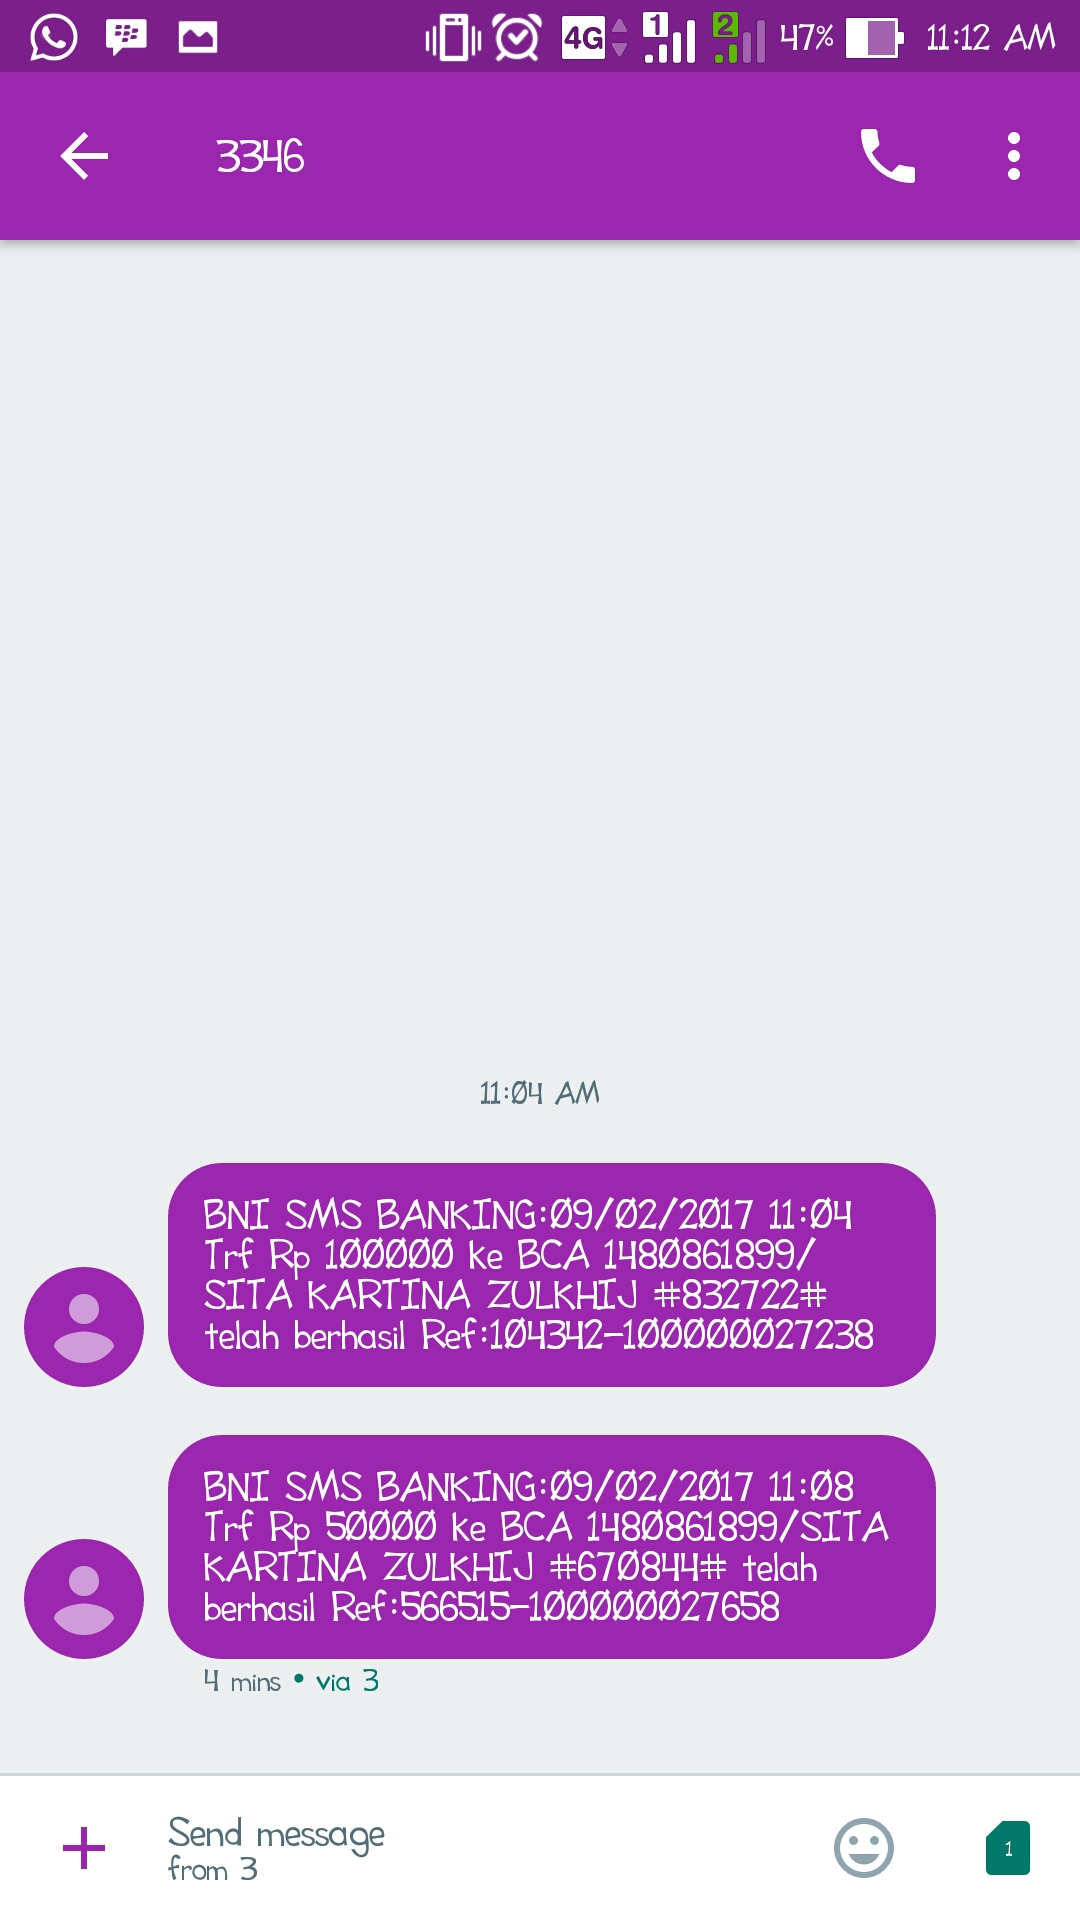 4G 1 2 47% 11:12 AM
3346
11:04 AM
BNI SMS BANKING:09/02/2017 11:04
Trf Rp 100000 ke BCA 1480861899/
SITA KARTINA ZULKHIJ #832722#
telah berhasil Ref:104342-100000027238
BNI SMS BANKING:09/02/2017 11:08
Trf Rp 50000 ke BCA 1480861899/SITA
KARTINA ZULKHIJ #670844# telah
berhasil Ref:566515-100000027658
4 mins • via 3
Send message
from 3
1